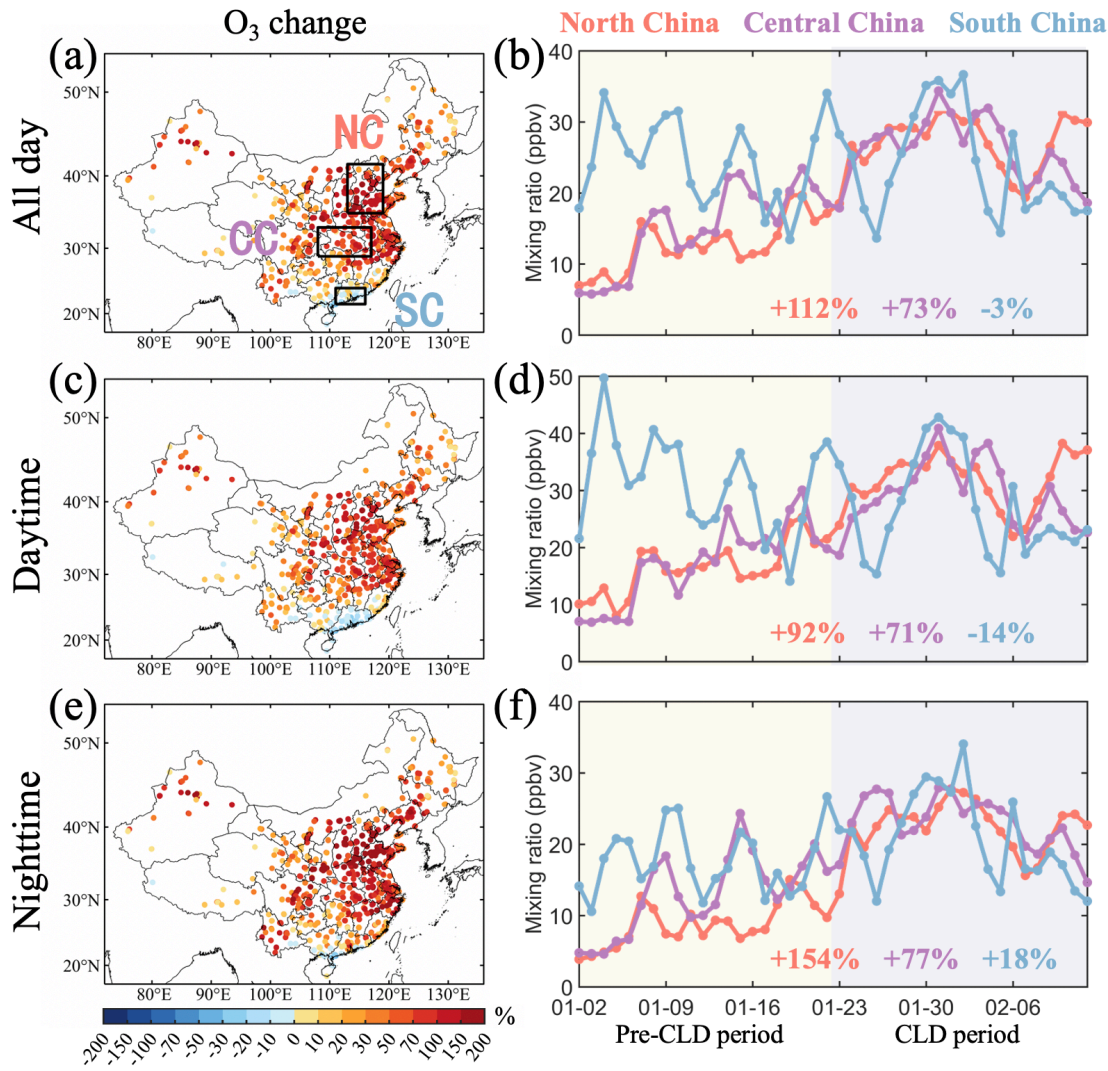 O₃ change
North China Central China South China
(a)
NC
CC
SC
All day
50°N
40°N
30°N
20°N
80°E 90°E 100°E 110°E 120°E 130°E
(b)
Mixing ratio (ppbv)
40
30
20
10
0
+112% +73% -3%
(c)
Daytime
50°N
40°N
30°N
20°N
80°E 90°E 100°E 110°E 120°E 130°E
(d)
Mixing ratio (ppbv)
50
40
30
20
10
0
+92% +71% -14%
(e)
Nighttime
50°N
40°N
30°N
20°N
80°E 90°E 100°E 110°E 120°E 130°E
-200 -150 -100 -70 -50 -30 -20 -10 0 10 20 30 50 70 100 150 200
%
(f)
Mixing ratio (ppbv)
40
30
20
10
0
+154% +77% +18%
01-02 01-09 01-16 01-23 01-30 02-06
Pre-CLD period CLD period